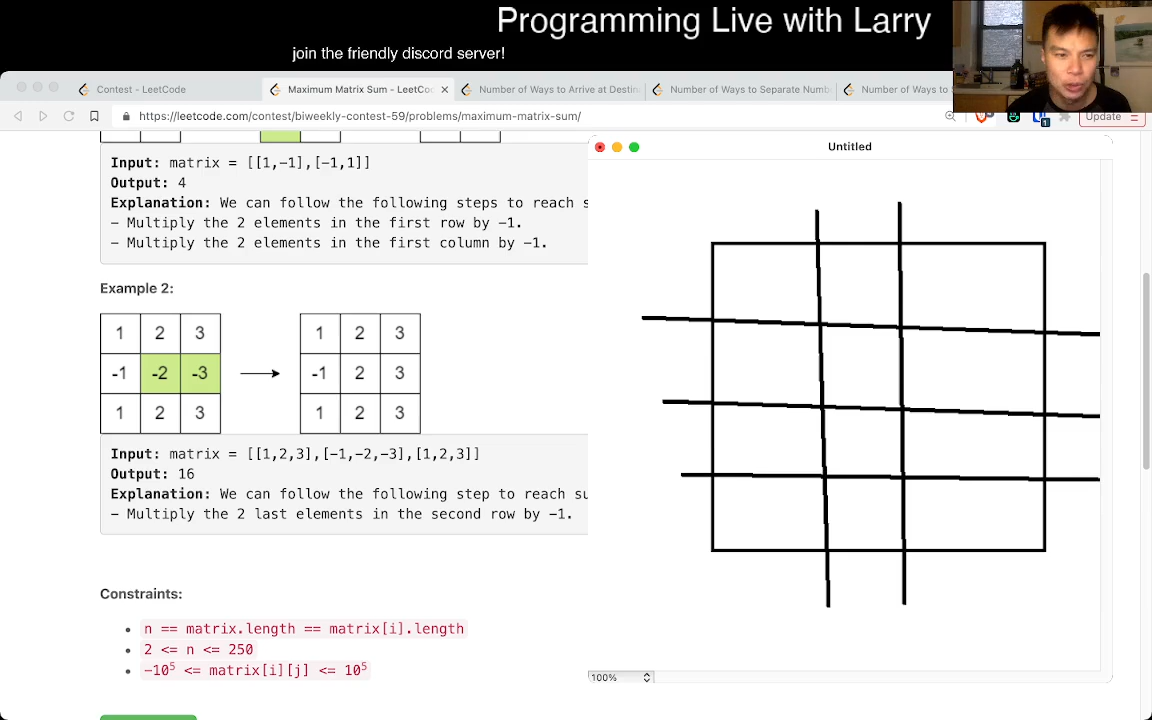 Programming Live with Larry
join the friendly discord server!
Contest - LeetCode
Maximum Matrix Sum - LeetCo
Number of Ways to Arrive at Destin
Number of Ways to Separate Numb
Number of Ways to
https://leetcode.com/contest/biweekly-contest-59/problems/maximum-matrix-sum/
Update
Untitled
Input: matrix = [[1,-1],[-1,1]]
Output: 4
Explanation: We can follow the following steps to reach s
- Multiply the 2 elements in the first row by -1.
- Multiply the 2 elements in the first column by -1.
Example 2:
1 2 3 1 2 3
-1 -2 -3 -1 2 3
1 2 3 1 2 3
Input: matrix = [[1,2,3],[-1,-2,-3],[1,2,3]]
Output: 16
Explanation: We can follow the following step to reach su
- Multiply the 2 last elements in the second row by -1.
Constraints:
n == matrix.length == matrix[i].length
2 <= n <= 250
-10⁵ <= matrix[i][j] <= 10⁵
100%